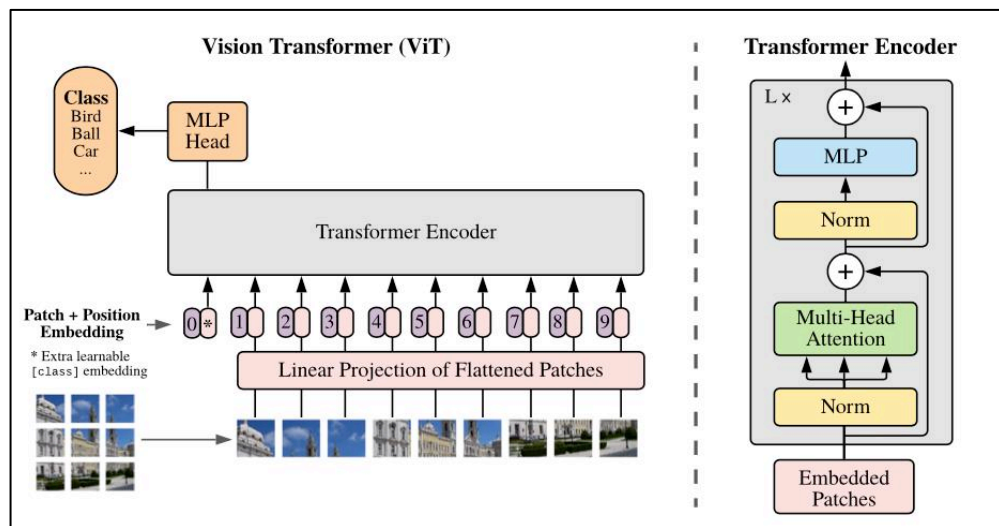 Vision Transformer (ViT)
Class
Bird
Ball
Car
...
MLP
Head
Transformer Encoder
Patch + Position
Embedding
0 * 1 2 3 4 5 6 7 8 9
* Extra learnable
[class] embedding
Linear Projection of Flattened Patches
Transformer Encoder
L ×
+
MLP
Norm
+
Multi-Head
Attention
Norm
Embedded
Patches